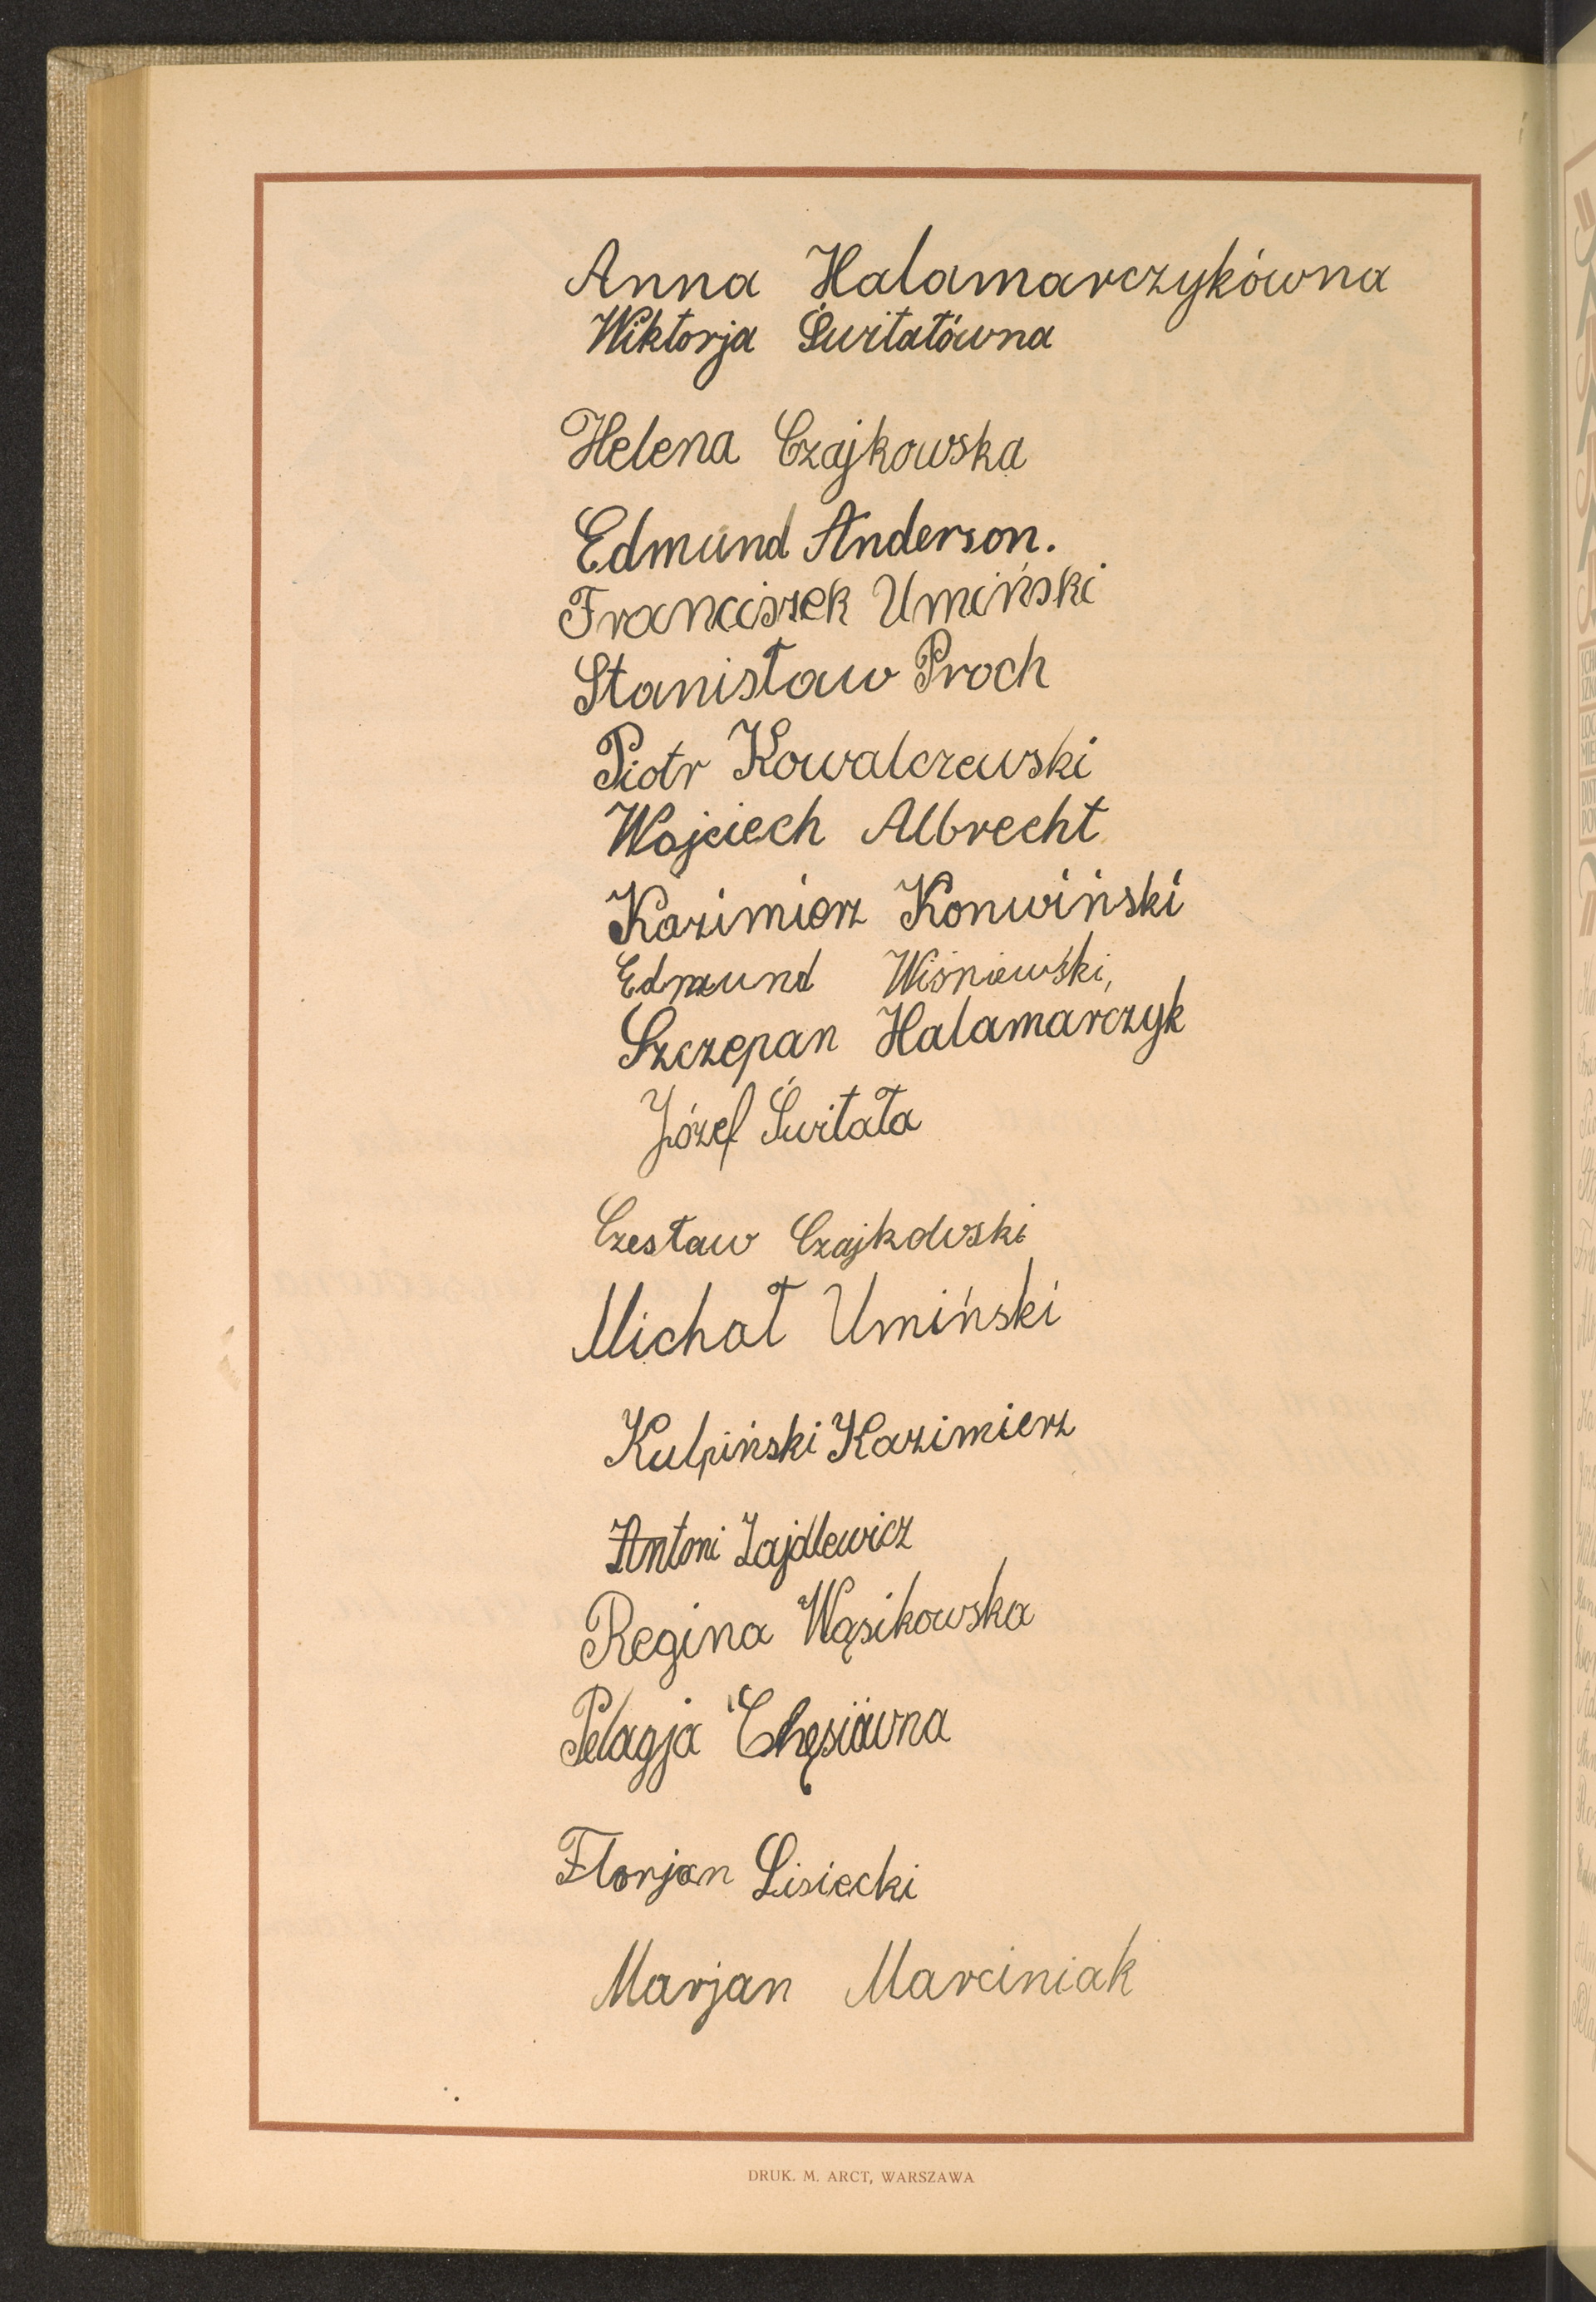 Anna Halamarczykówna
Wiktorja Świtałówna
Helena Czajkowska
Edmund Anderson.
Franciszek Umiński
Stanisław Proch
Piotr Kowalczewski
Wojciech Albrecht
Kazimierz Konwiński
Edmund Wiśniewski,
Szczepan Halamarczyk
Józef Świtała
Czesław Czajkowski
Michał Umiński
Kulpiński Kazimierz
Antoni Zajdlewicz
Regina Wąsikowska
Pelagja
Florjan Lisiecki
Marjan Marciniak
DRUK. M. ARCT, WARSZAWA